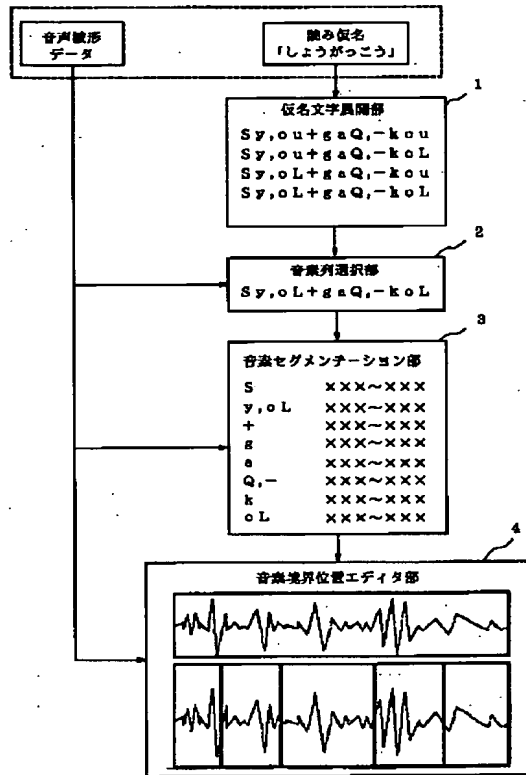 音声波形
データ
読み仮名
「しょうがっこう」
1
仮名文字展開部
Sy,ou+gaQ,-kou
Sy,ou+gaQ,-koL
Sy,oL+gaQ,-kou
Sy,oL+gaQ,-koL
2
音素列選択部
Sy,oL+gaQ,-koL
3
音素セグメンテーション部
S ×××~×××
y,oL ×××~×××
+ ×××~×××
g ×××~×××
a ×××~×××
Q,- ×××~×××
k ×××~×××
oL ×××~×××
4
音素境界位置エディタ部